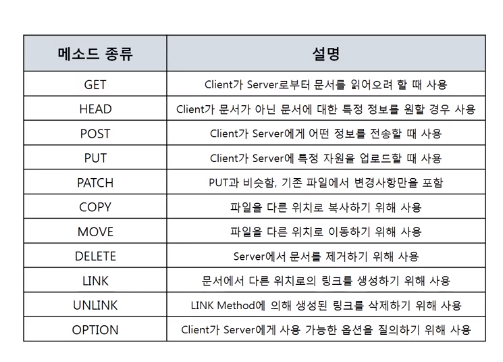 메소드 종류 설명
GET Client가 Server로부터 문서를 읽어오려 할 때 사용
HEAD Client가 문서가 아닌 문서에 대한 특정 정보를 원할 경우 사용
POST Client가 Server에게 어떤 정보를 전송할 때 사용
PUT Client가 Server에 특정 자원을 업로드할 때 사용
PATCH PUT과 비슷함, 기존 파일에서 변경사항만을 포함
COPY 파일을 다른 위치로 복사하기 위해 사용
MOVE 파일을 다른 위치로 이동하기 위해 사용
DELETE Server에서 문서를 제거하기 위해 사용
LINK 문서에서 다른 위치로의 링크를 생성하기 위해 사용
UNLINK LINK Method에 의해 생성된 링크를 삭제하기 위해 사용
OPTION Client가 Server에게 사용 가능한 옵션을 질의하기 위해 사용